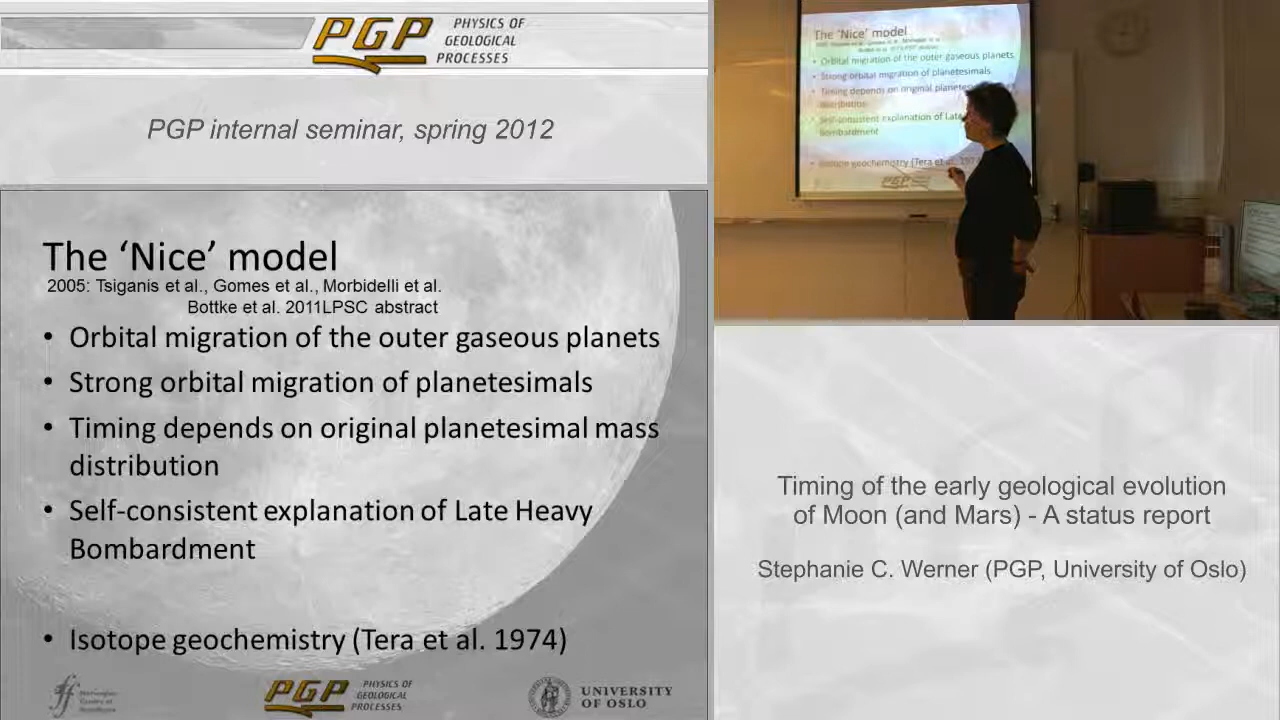 PGP PHYSICS OF
GEOLOGICAL
PROCESSES
PGP internal seminar, spring 2012
The ‘Nice’ model
2005: Tsiganis et al., Gomes et al., Morbidelli et al.
Bottke et al. 2011LPSC abstract
• Orbital migration of the outer gaseous planets
• Strong orbital migration of planetesimals
• Timing depends on original planetesimal mass
distribution
• Self-consistent explanation of Late Heavy
Bombardment
• Isotope geochemistry (Tera et al. 1974)
PGP PHYSICS OF
GEOLOGICAL
PROCESSES
UNIVERSITY
OF OSLO
The ‘Nice’ model
• Orbital migration of the outer gaseous planets
• Strong orbital migration of planetesimals
• Timing depends on original
distribution
• Self-consistent explanation of Late
Bombardment
• Isotope geochemistry (Tera et
PGP
Timing of the early geological evolution
of Moon (and Mars) - A status report
Stephanie C. Werner (PGP, University of Oslo)